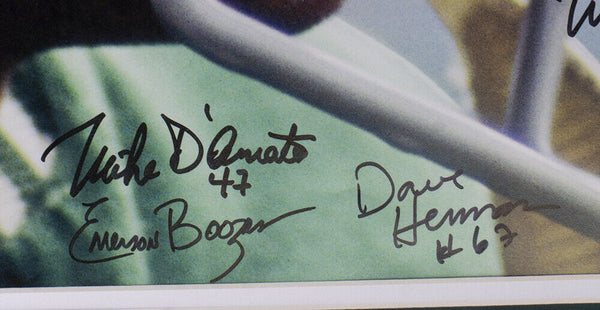 Mike D'Amato
47
Emerson Boozer
Dave
Herman
# 67